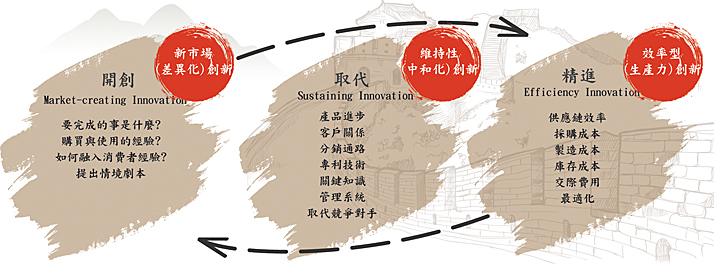 新市場
(差異化)創新
開創
Market-creating Innovation
要完成的事是什麼?
購買與使用的經驗?
如何融入消費者經驗?
提出情境劇本
維持性
(中和化)創新
取代
Sustaining Innovation
產品進步
客戶關係
分銷通路
專利技術
關鍵知識
管理系統
取代競爭對手
效率型
(生產力)創新
精進
Efficiency Innovation
供應鏈效率
採購成本
製造成本
庫存成本
交際費用
最適化